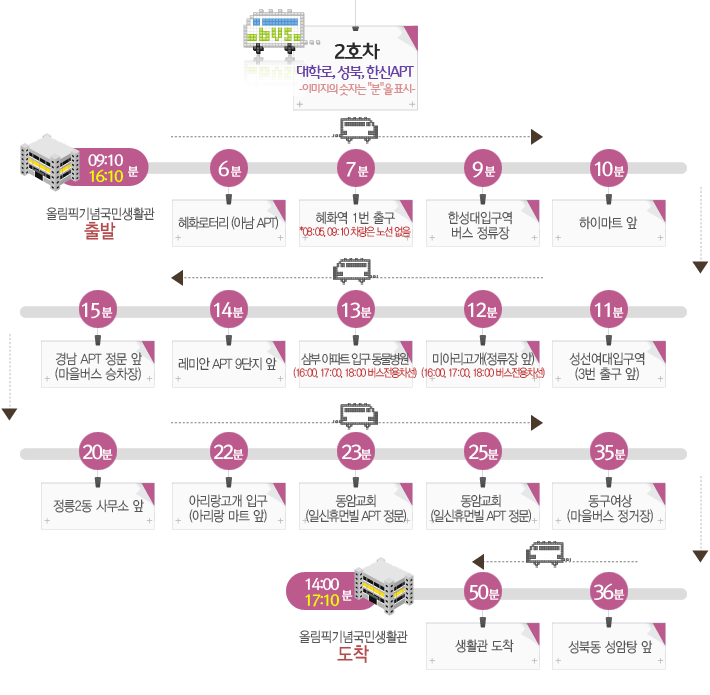 bus
2호차
대학로, 성북, 한신APT
-이미지의 숫자는 "분"을 표시-
09:10
16:10 분
올림픽기념국민생활관
출발
6분
혜화로터리 (아남 APT)
7분
혜화역 1번 출구
*08:05, 09:10 차량은 노선 없음
9분
한성대입구역
버스 정류장
10분
하이마트 앞
15분
경남 APT 정문 앞
(마을버스 승차장)
14분
레미안 APT 9단지 앞
13분
삼부 아파트 입구 동물병원
(16:00, 17:00, 18:00 버스전용차선)
12분
미아리고개(정류장 앞)
(16:00, 17:00, 18:00 버스전용차선)
11분
성선여대입구역
(3번 출구 앞)
20분
정릉2동 사무소 앞
22분
아리랑고개 입구
(아리랑 마트 앞)
23분
동암교회
(일신휴먼빌 APT 정문)
25분
동암교회
(일신휴먼빌 APT 정문)
35분
동구여상
(마을버스 정거장)
14:00
17:10 분
올림픽기념국민생활관
도착
50분
생활관 도착
36분
성북동 성암탕 앞